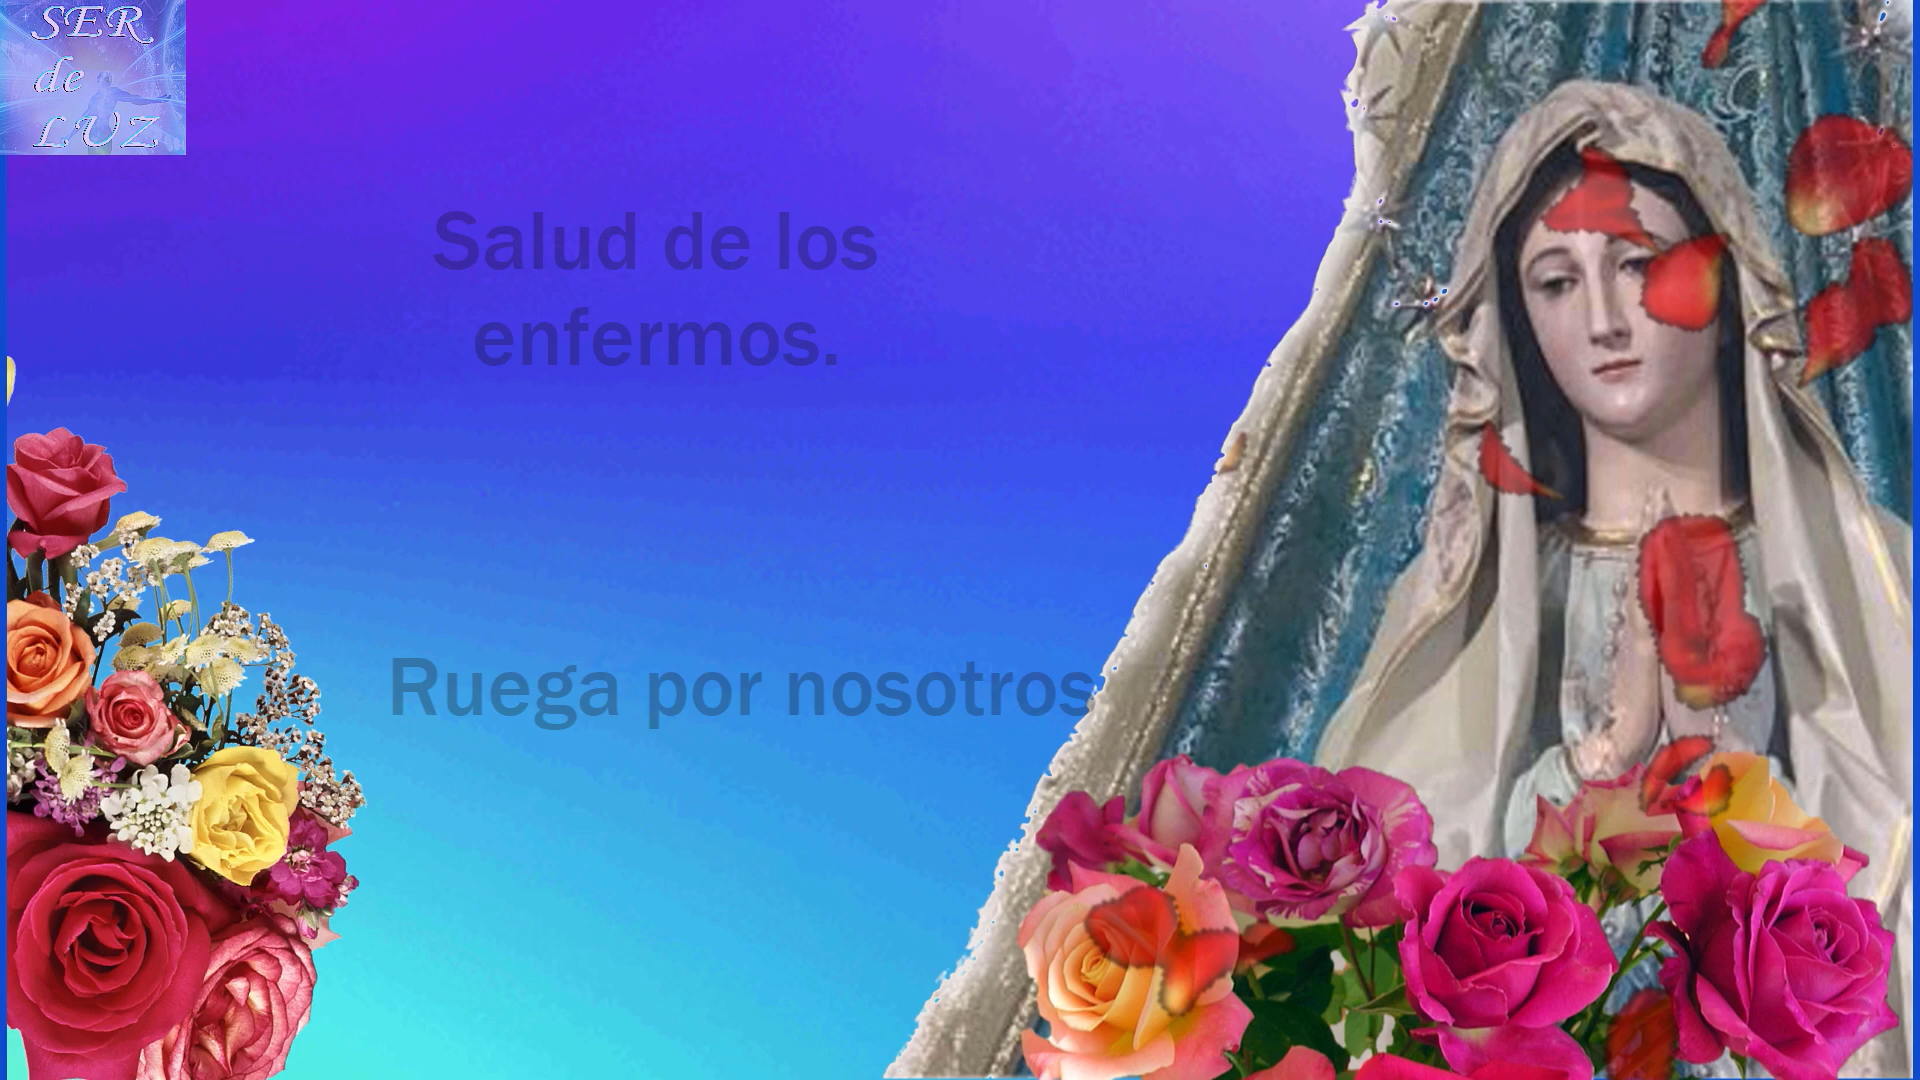 SER
de
LUZ
Salud de los
enfermos.
Ruega por nosotros